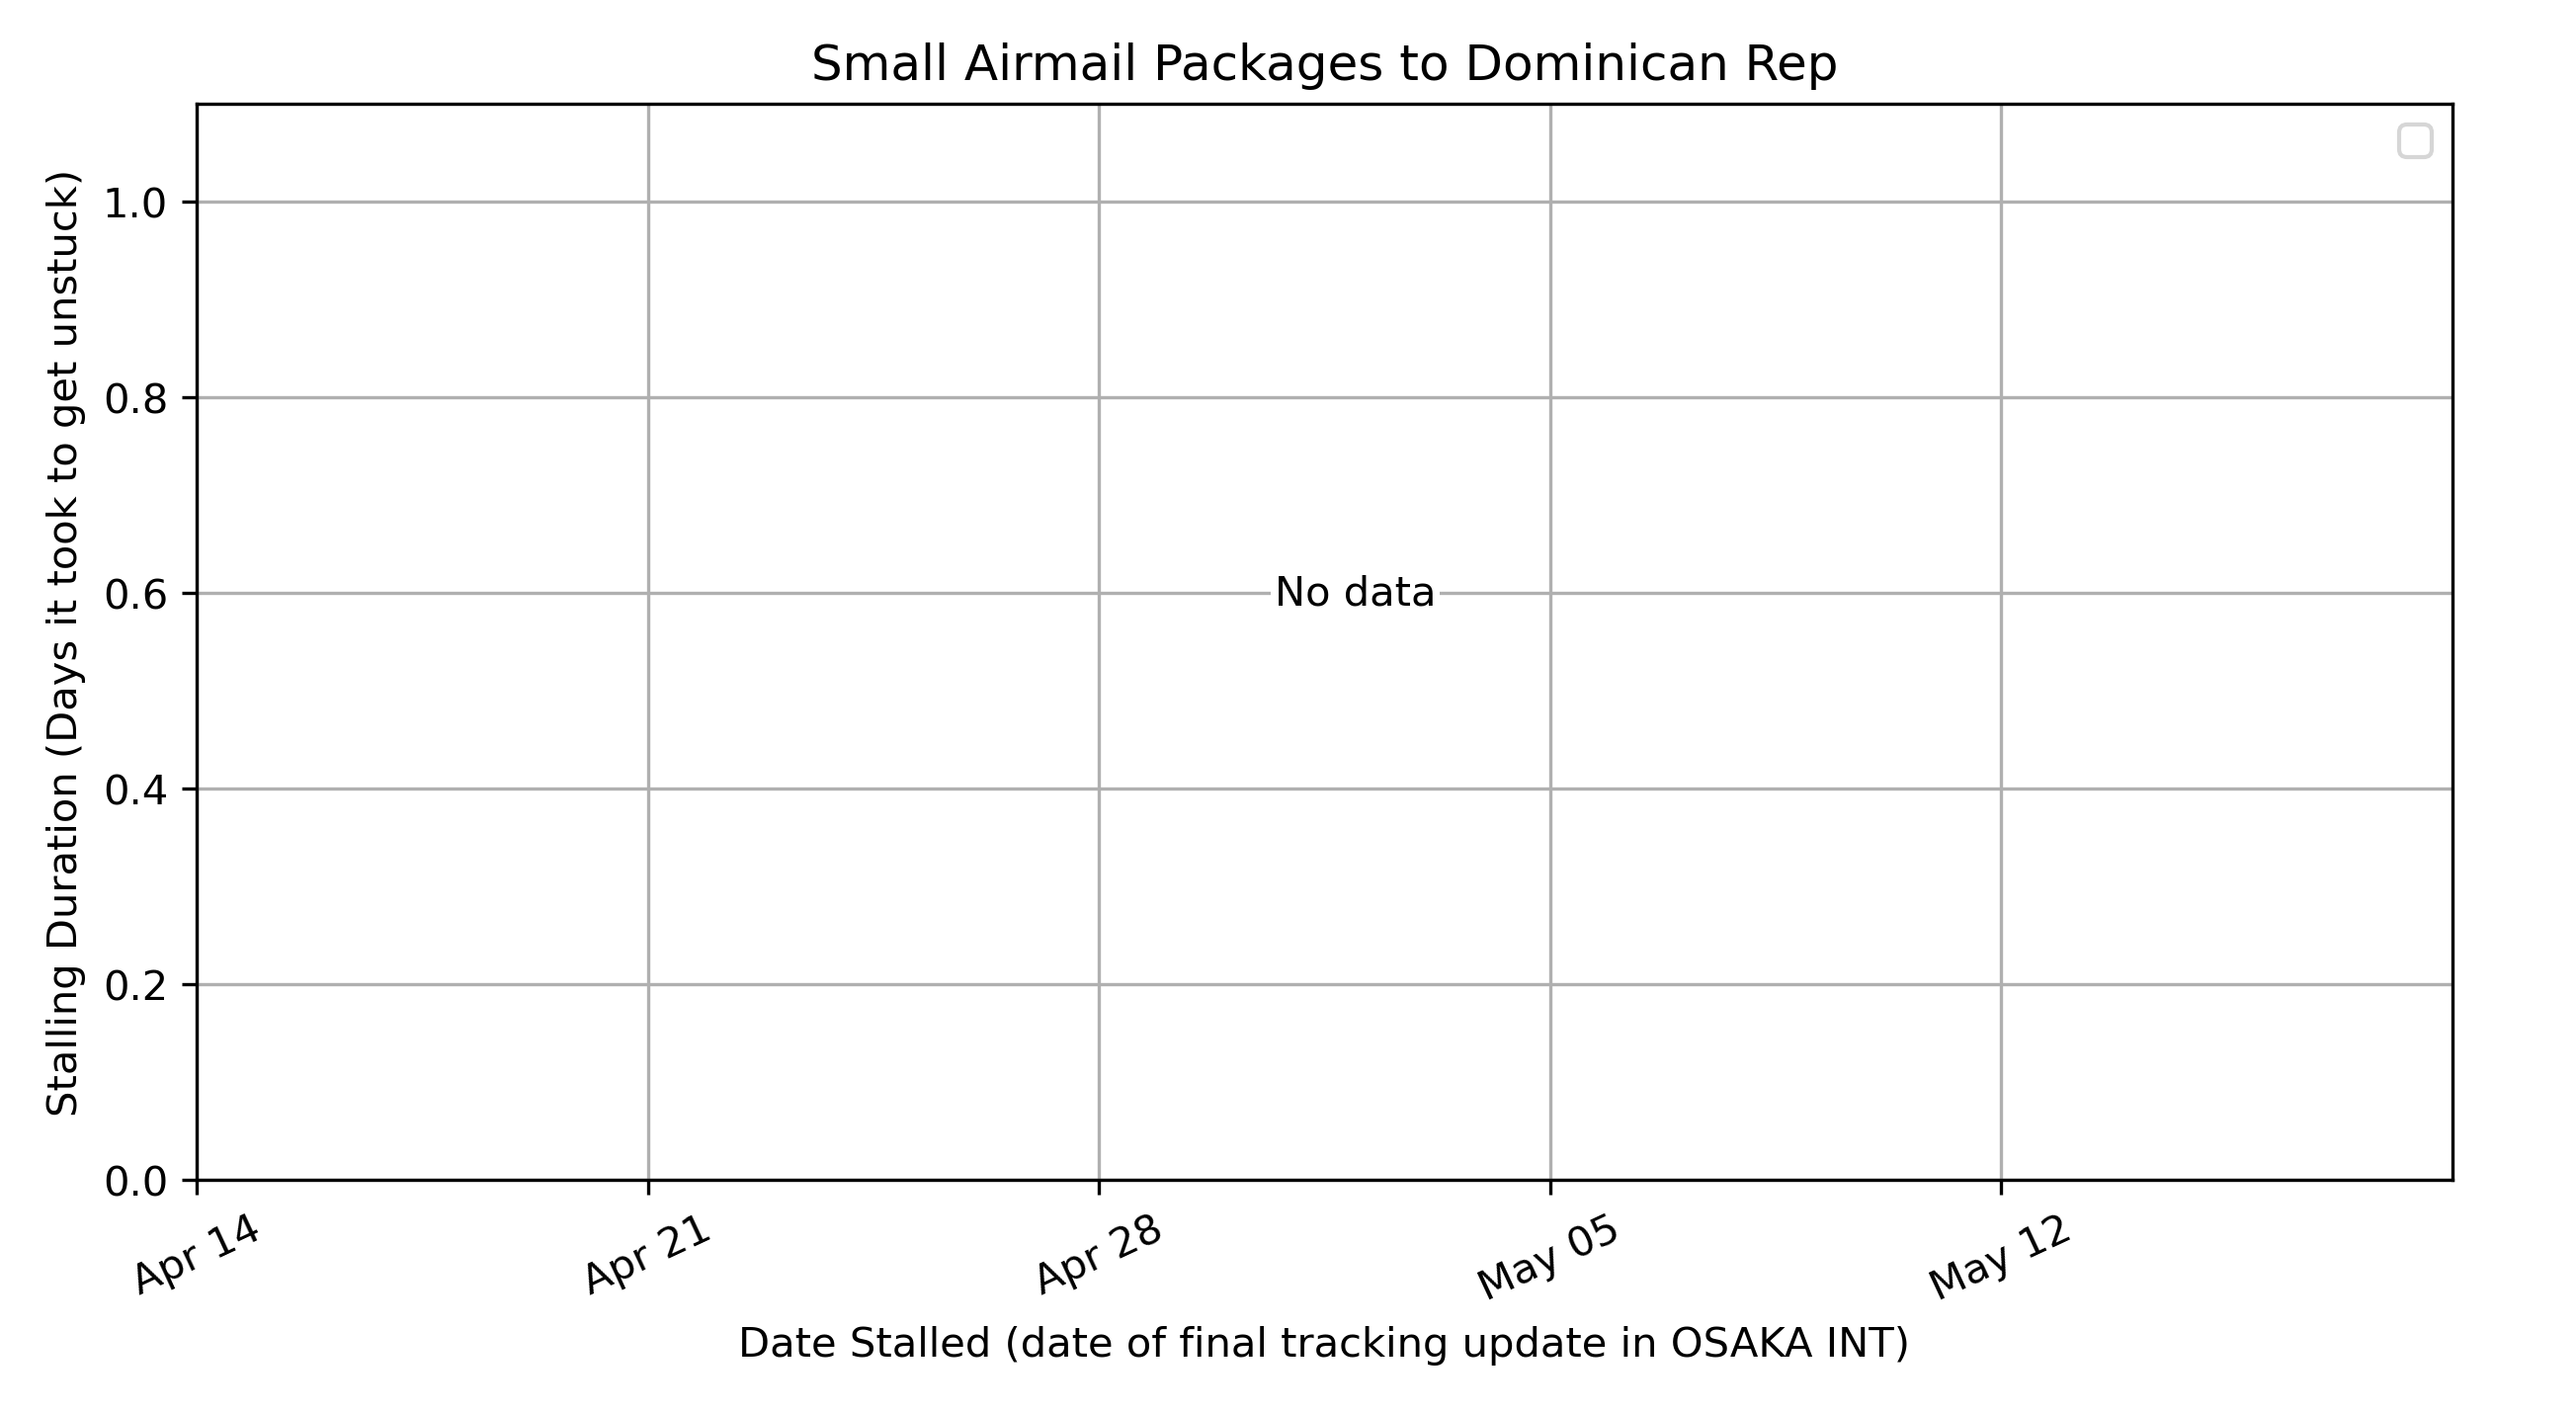 Small Airmail Packages to Dominican Rep
Stalling Duration (Days it took to get unstuck)
1.0
0.8
0.6
0.4
0.2
0.0
No data
Apr 14
Apr 21
Apr 28
May 05
May 12
Date Stalled (date of final tracking update in OSAKA INT)